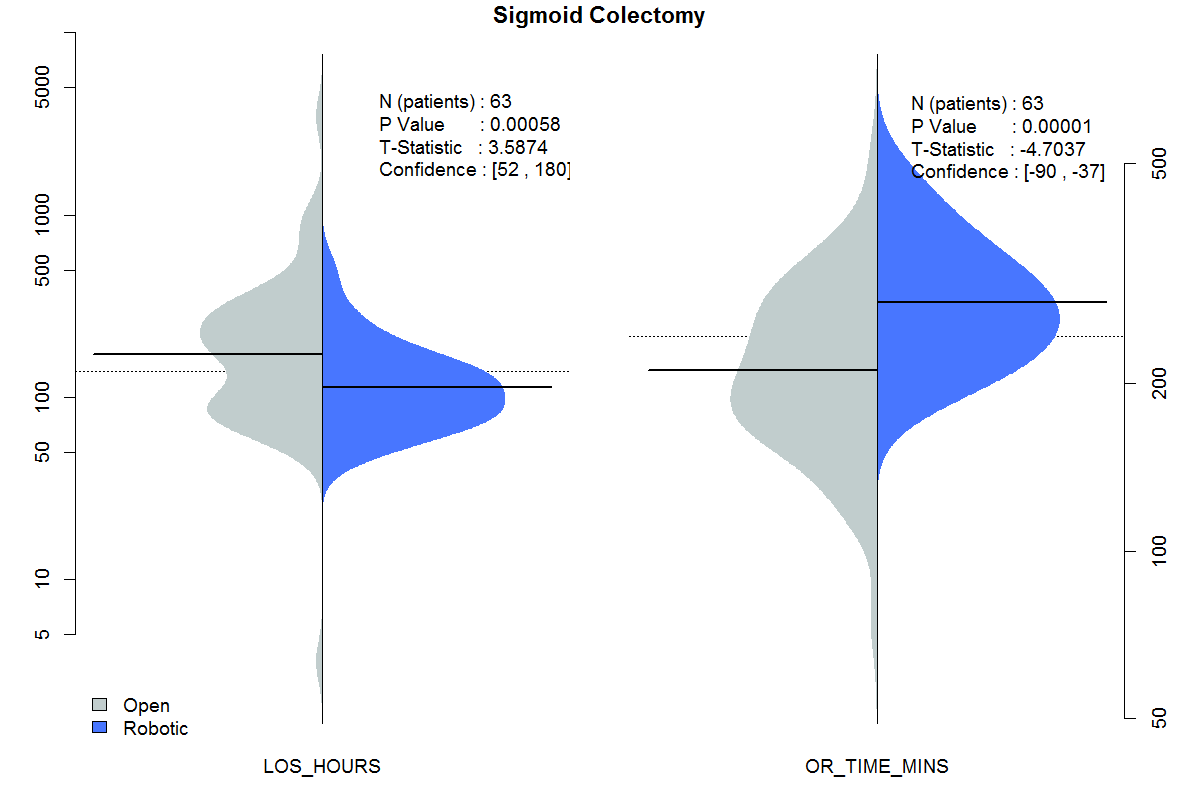 Sigmoid Colectomy
N (patients) : 63
P Value : 0.00058
T-Statistic : 3.5874
Confidence : [52 , 180]
N (patients) : 63
P Value : 0.00001
T-Statistic : -4.7037
Confidence : [-90 , -37]
5000
1000
500
100
50
10
5
500
200
100
50
Open
Robotic
LOS_HOURS
OR_TIME_MINS